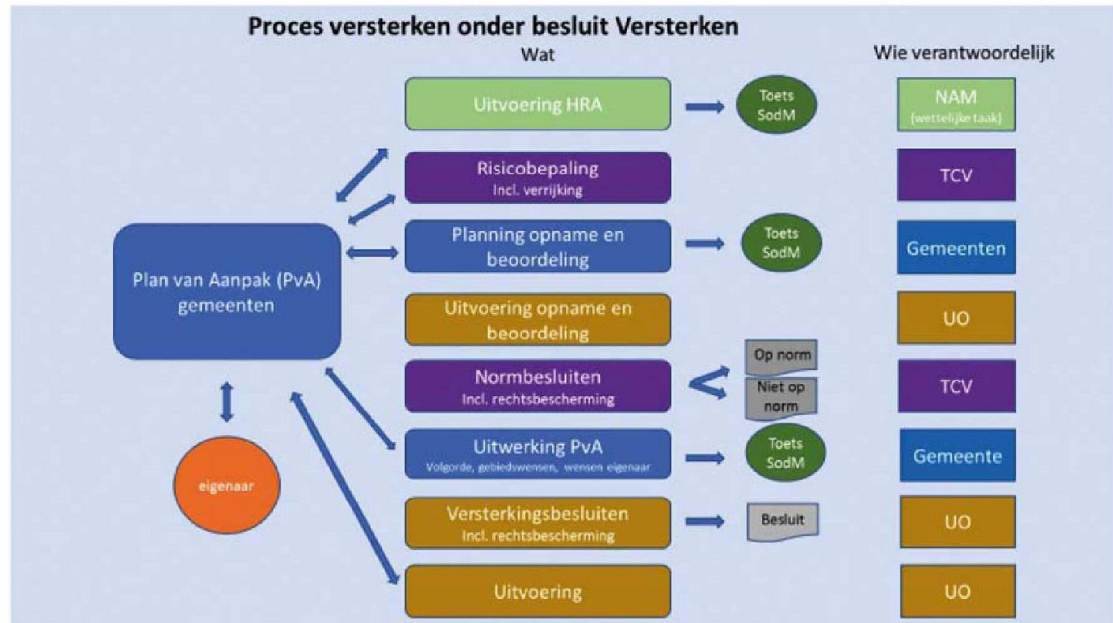 Proces versterken onder besluit Versterken
Wat
Wie verantwoordelijk
Uitvoering HRA
Toets
SodM
NAM
(wettelijke taak)
Risicobepaling
Incl. verrijking
TCV
Planning opname en
beoordeling
Toets
SodM
Gemeenten
Plan van Aanpak (PvA)
gemeenten
Uitvoering opname en
beoordeling
UO
Normbesluiten
Incl. rechtsbescherming
Op norm
Niet op
norm
TCV
Uitwerking PvA
Volgorde, gebiedswensen, wensen eigenaar
Toets
SodM
Gemeente
eigenaar
Versterkingsbesluiten
Incl. rechtsbescherming
Besluit
UO
Uitvoering
UO